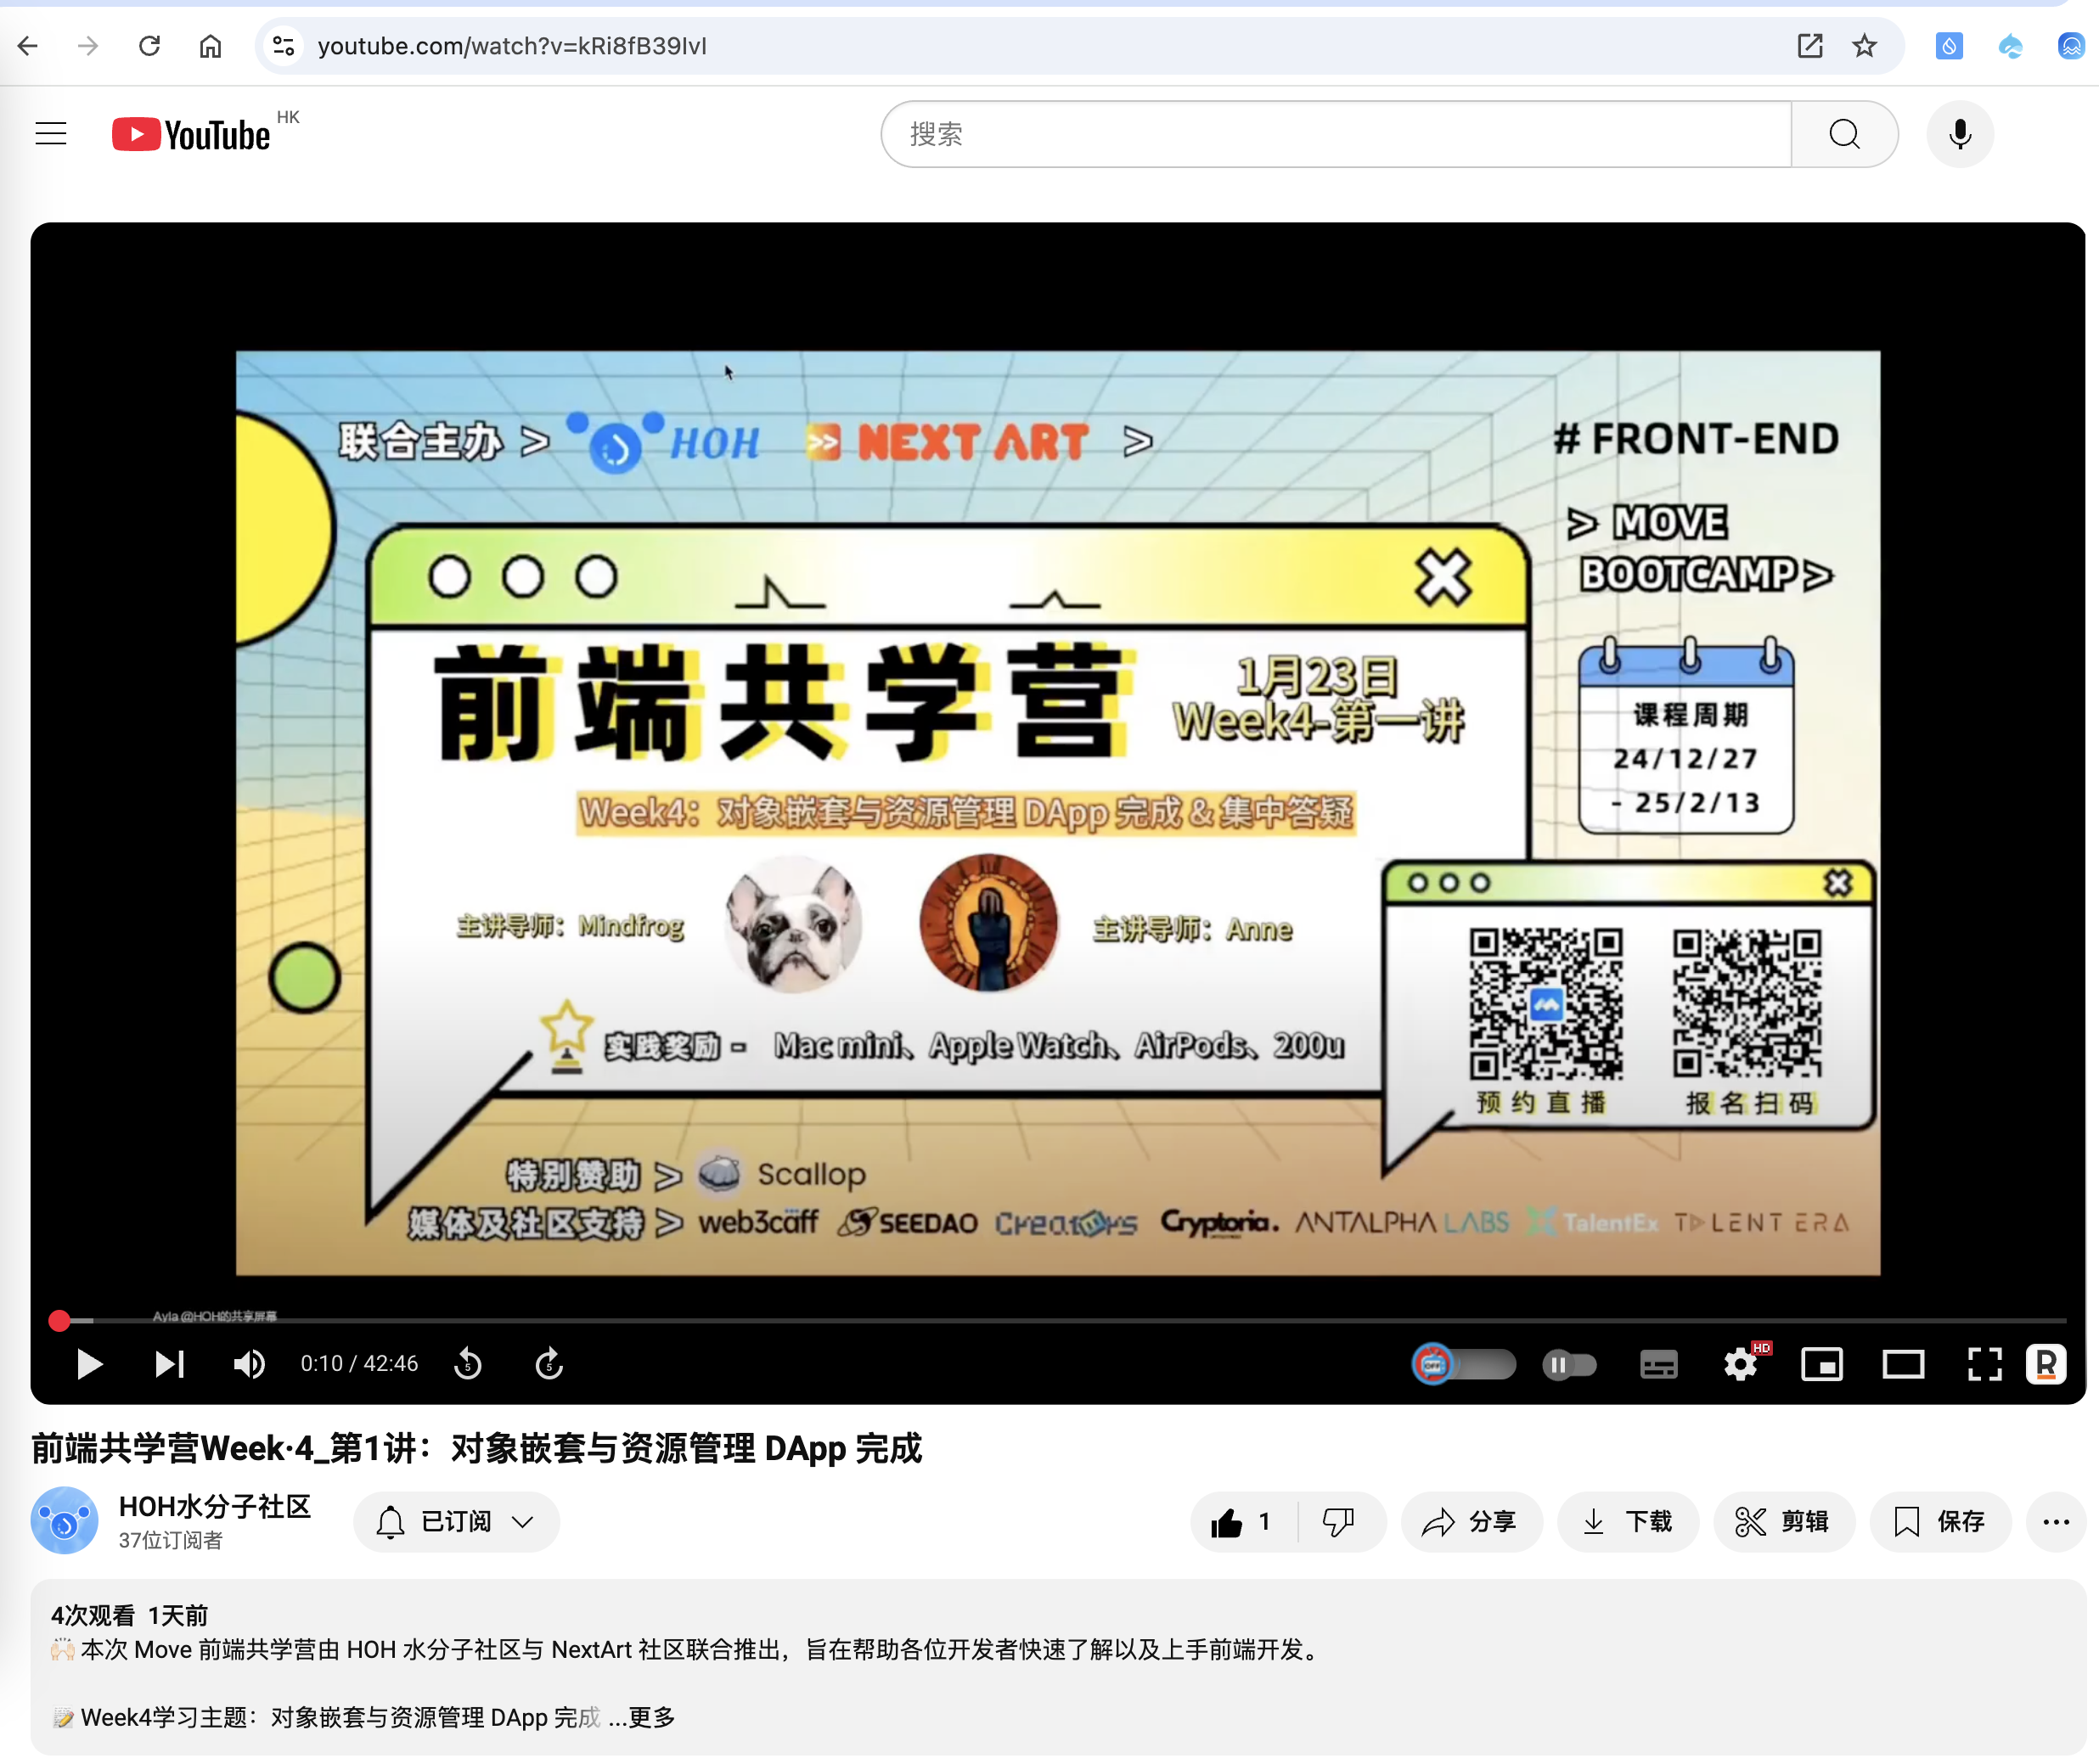 youtube.com/watch?v=kRi8fB39IvI
YouTube HK
搜索
联合主办 > HOH NEXT ART >
# FRONT-END
> MOVE
BOOTCAMP >
前端共学营
1月23日
Week4-第一讲
课程周期
24/12/27
- 25/2/13
Week4：对象嵌套与资源管理 DApp 完成 & 集中答疑
主讲导师：Mindfrog
主讲导师：Anne
实践奖励 - Mac mini、Apple Watch、AirPods、200u
预约直播
报名扫码
特别赞助 > Scallop
媒体及社区支持 > web3caff SEEDAO Creators Cryptoria. ANTALPHA LABS TalentEx TALENT ERA
Ayla @HOH的共享屏幕
0:10 / 42:46
5
5
OFF
HD
R
前端共学营Week·4_第1讲：对象嵌套与资源管理 DApp 完成
HOH水分子社区
37位订阅者
已订阅
1
分享
下载
剪辑
保存
4次观看 1天前
🙌🏻 本次 Move 前端共学营由 HOH 水分子社区与 NextArt 社区联合推出，旨在帮助各位开发者快速了解以及上手前端开发。
📝 Week4学习主题：对象嵌套与资源管理 DApp 完成 ...更多